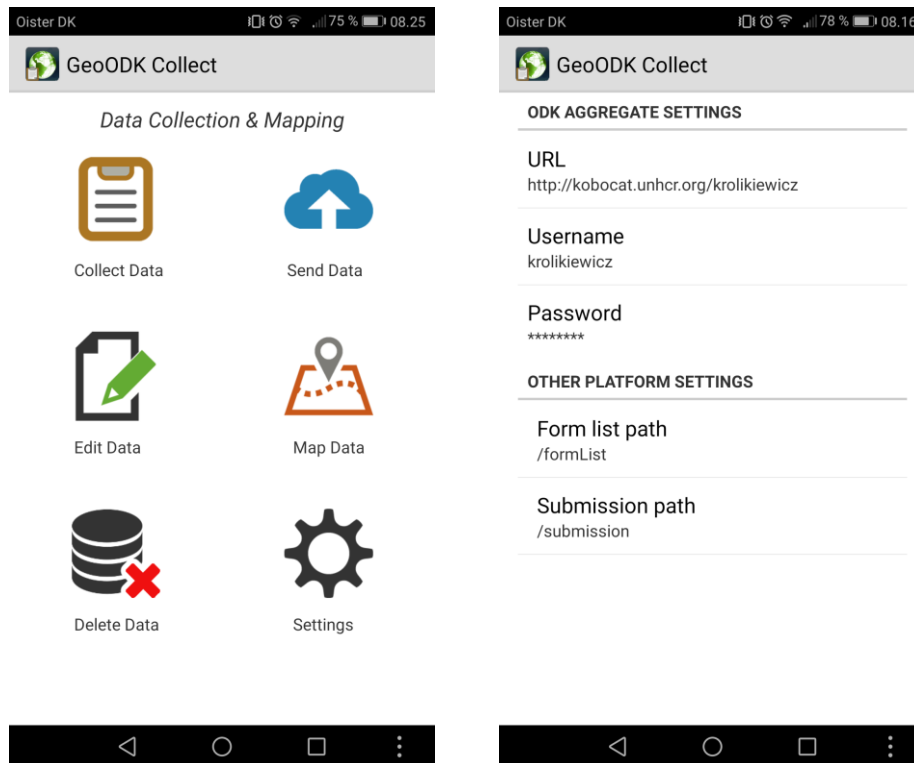 Oister DK 75 % 08.25
GeoODK Collect
Data Collection & Mapping
Collect Data Send Data
Edit Data Map Data
Delete Data Settings
Oister DK 78 % 08.16
GeoODK Collect
ODK AGGREGATE SETTINGS
URL
http://kobocat.unhcr.org/krolikiewicz
Username
krolikiewicz
Password
********
OTHER PLATFORM SETTINGS
Form list path
/formList
Submission path
/submission